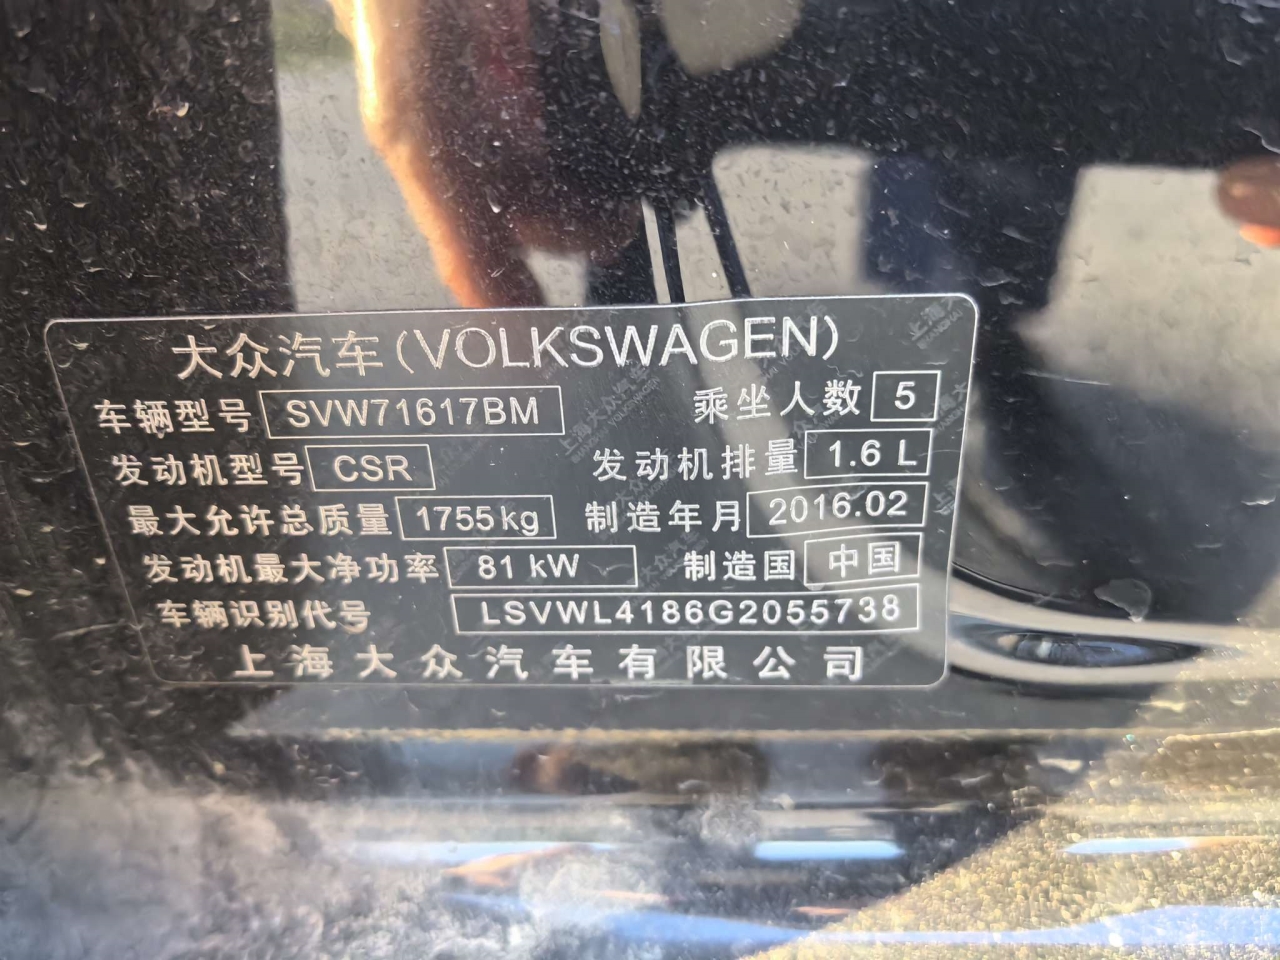 大众汽车(VOLKSWAGEN)
车辆型号 SVW71617BM 乘坐人数 5
发动机型号 CSR 发动机排量 1.6 L
最大允许总质量 1755kg 制造年月 2016.02
发动机最大净功率 81 kW 制造国 中国
车辆识别代号 LSVWL4186G2055738
上海大众汽车有限公司